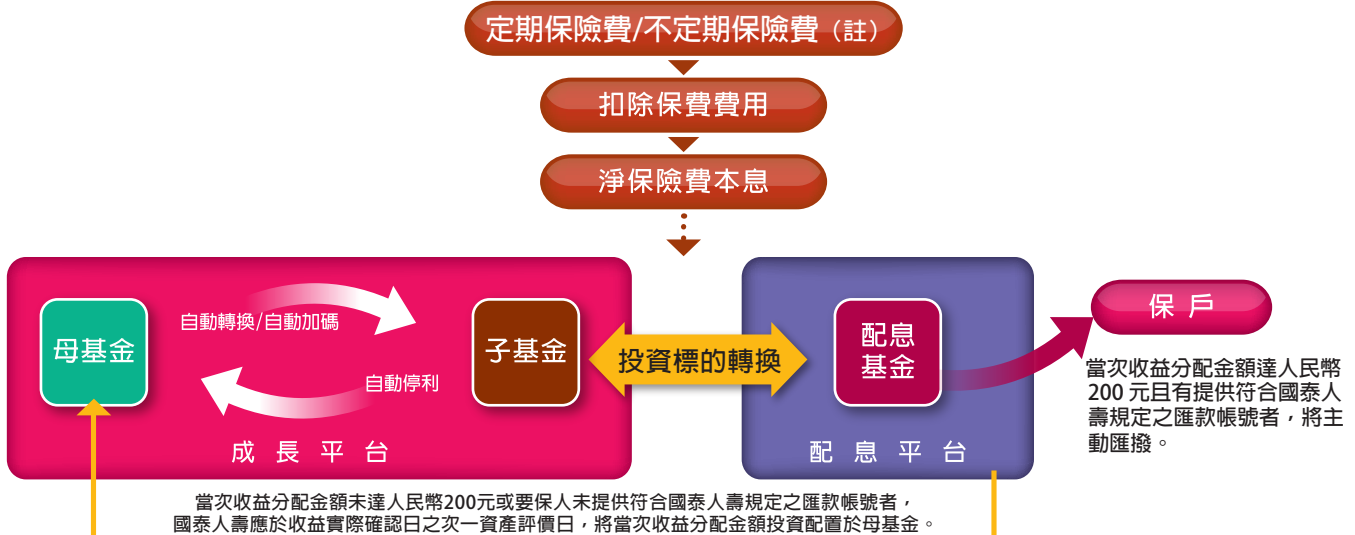 定期保險費/不定期保險費（註）
扣除保費費用
淨保險費本息
母基金
自動轉換/自動加碼
自動停利
子基金
成長平台
投資標的轉換
配息
基金
配息平台
保戶
當次收益分配金額達人民幣
200 元且有提供符合國泰人
壽規定之匯款帳號者，將主
動匯撥。
當次收益分配金額未達人民幣200元或要保人未提供符合國泰人壽規定之匯款帳號者，
國泰人壽應於收益實際確認日之次一資產評價日，將當次收益分配金額投資配置於母基金。